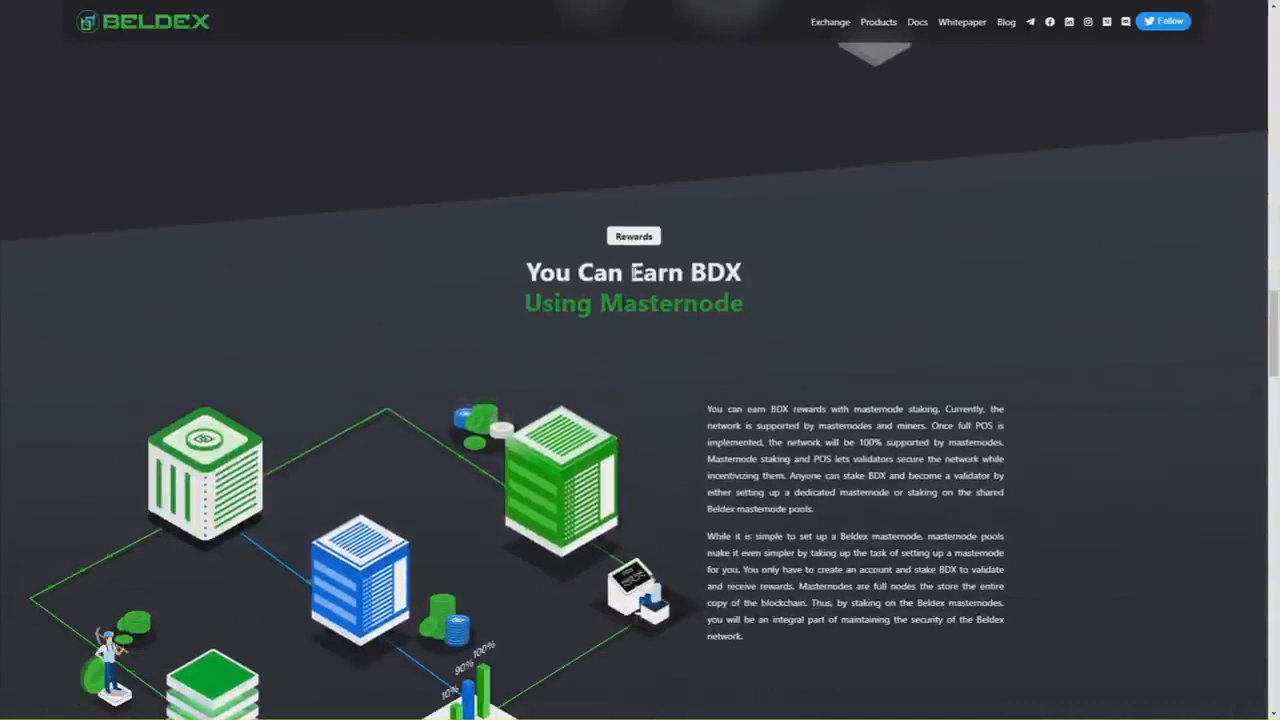 BELDEX
Exchange Products Docs Whitepaper Blog Follow
Rewards
You Can Earn BDX
Using Masternode
You can earn BDX rewards with masternode staking. Currently, the
network is supported by masternodes and miners. Once full POS is
implemented, the network will be 100% supported by masternodes.
Masternode staking and POS lets validators secure the network while
incentivizing them. Anyone can stake BDX and become a validator by
either setting up a dedicated masternode or staking on the shared
Beldex masternode pools.
While it is simple to set up a Beldex masternode, masternode pools
make it even simpler by taking up the task of setting up a masternode
for you. You only have to create an account and stake BDX to validate
and receive rewards. Masternodes are full nodes the store the entire
copy of the blockchain. Thus, by staking on the Beldex masternodes,
you will be an integral part of maintaining the security of the Beldex
network.
100%
90%
10%